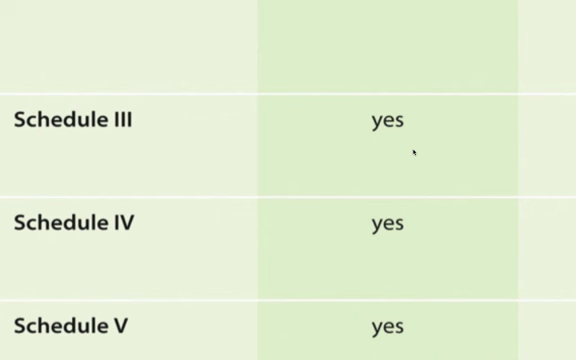 Schedule III yes
Schedule IV yes
Schedule V yes